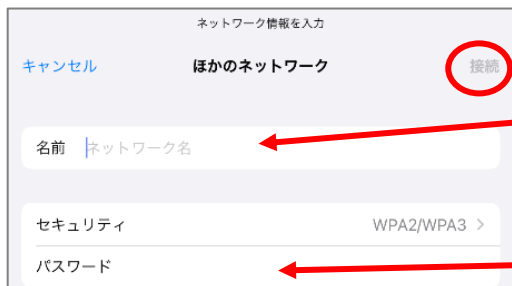 ネットワーク情報を入力
キャンセル ほかのネットワーク 接続
名前 ネットワーク名
セキュリティ WPA2/WPA3 >
パスワード